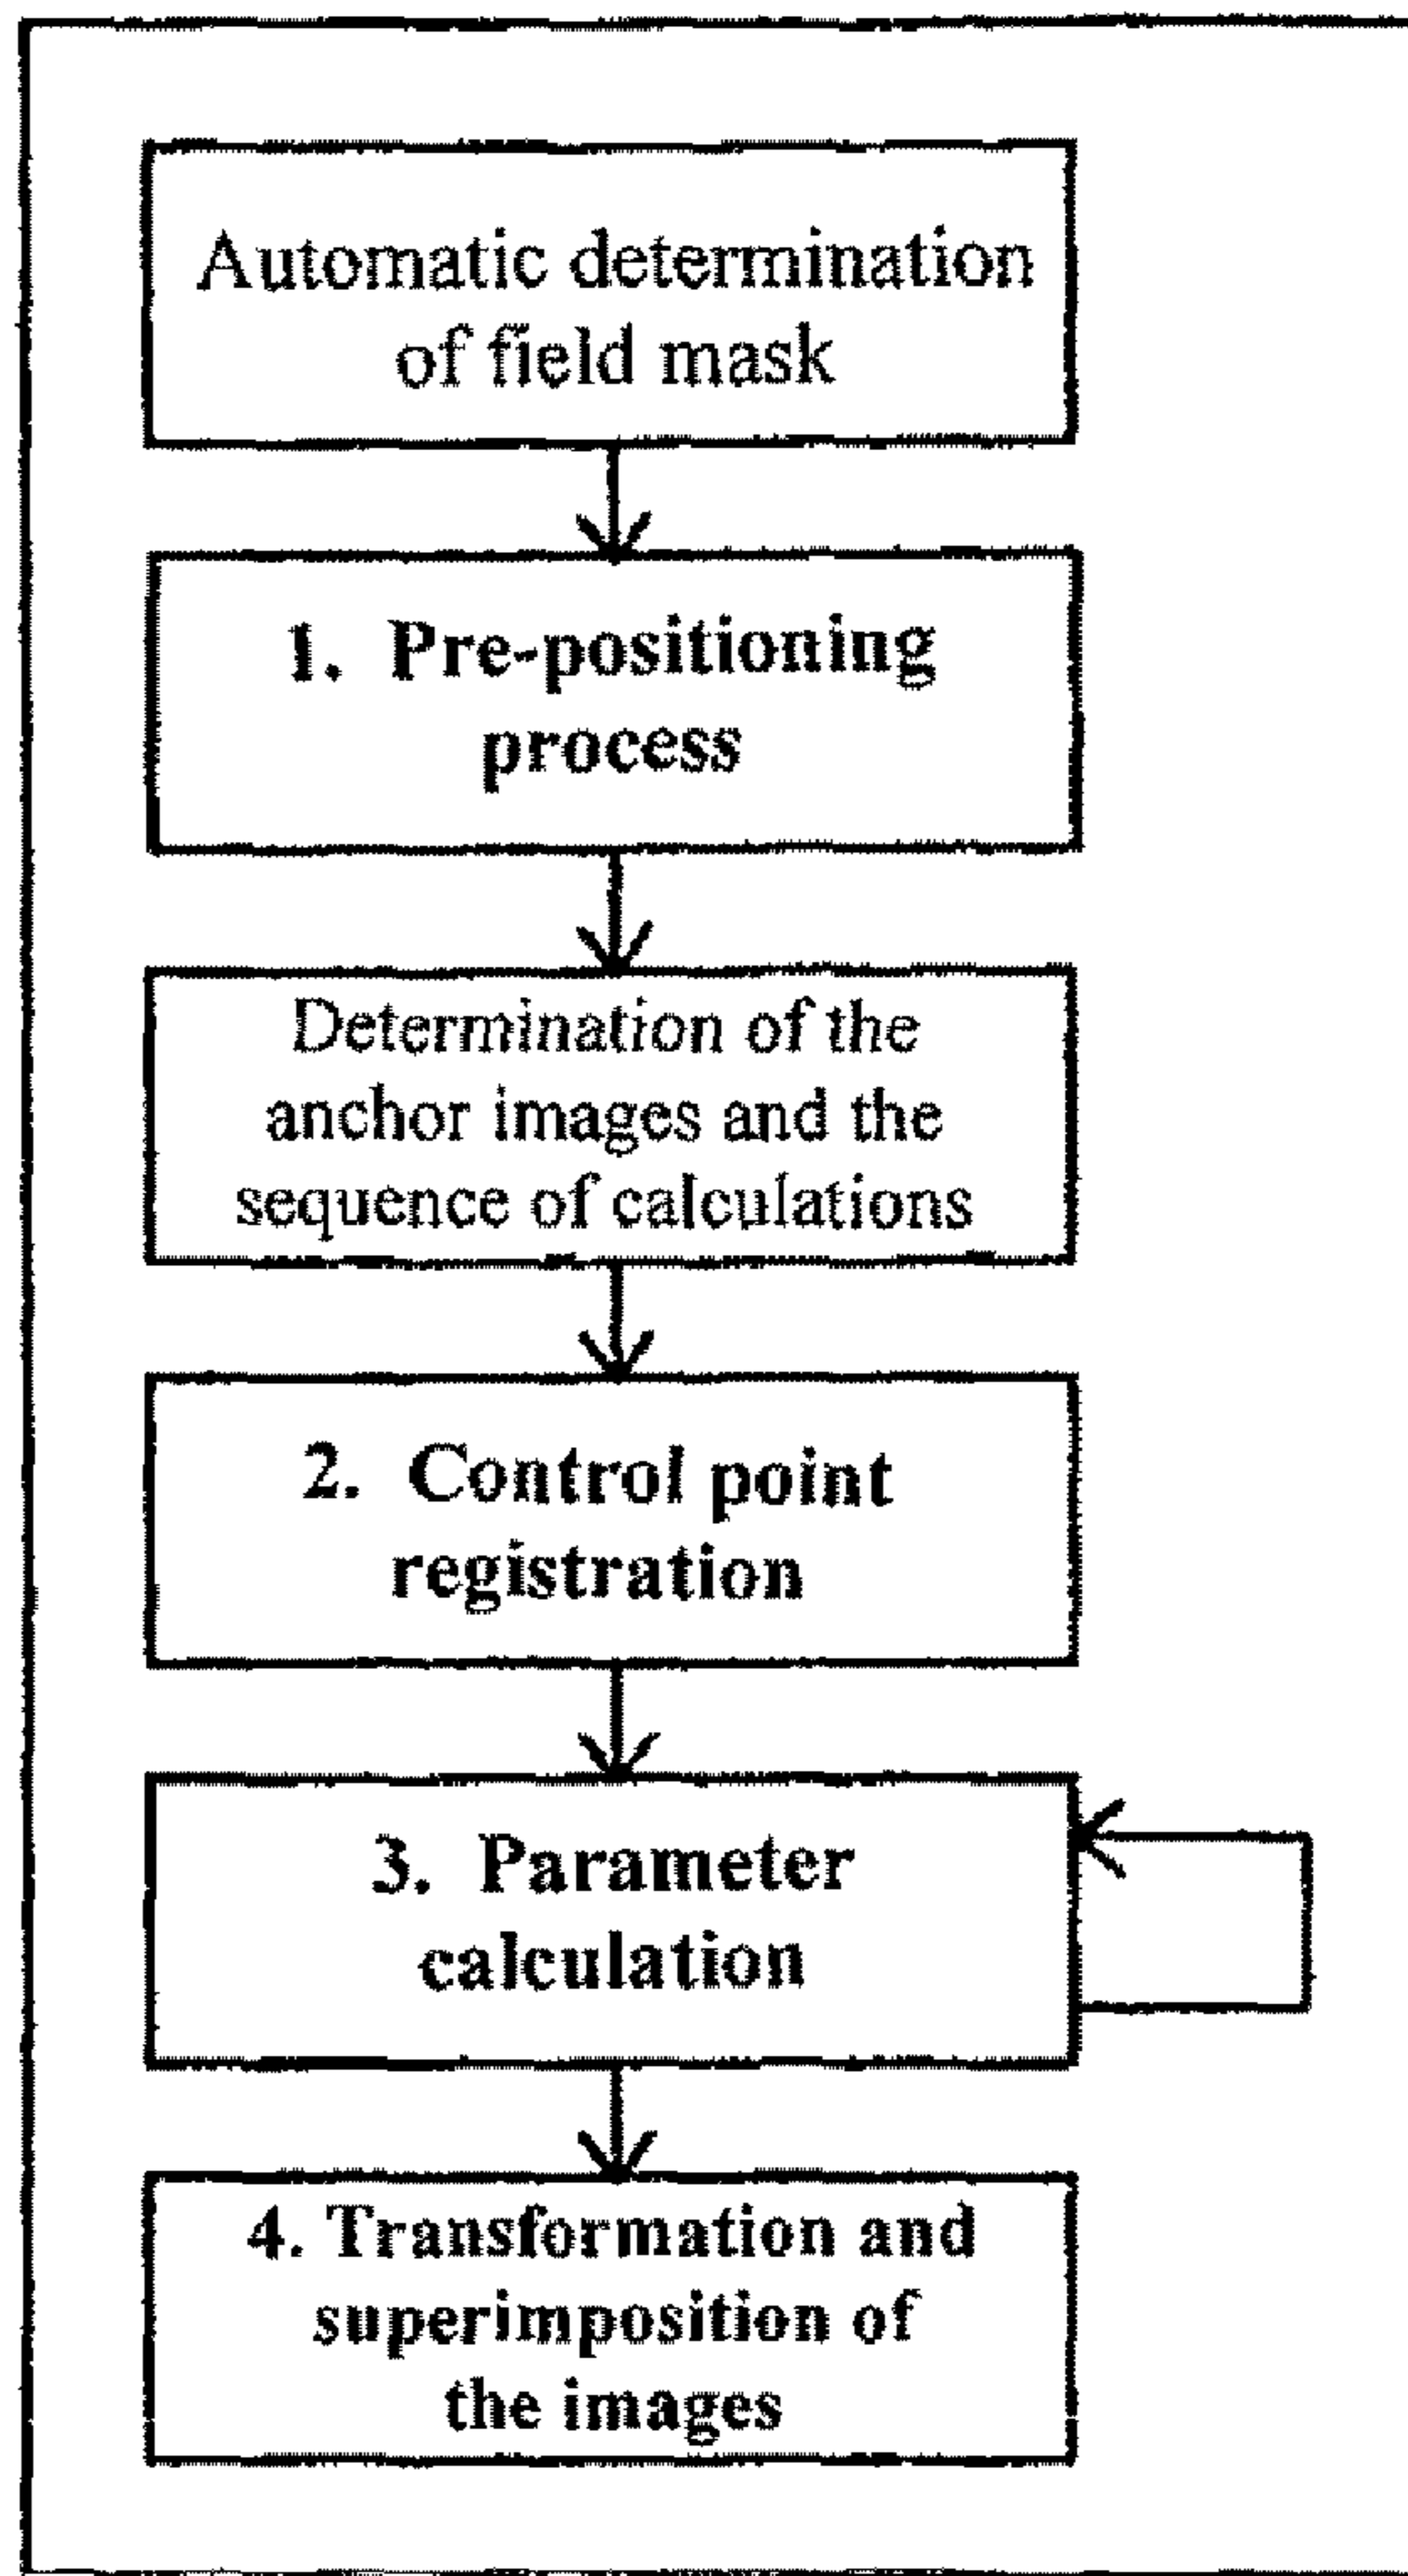 Automatic determination
of field mask
1. Pre-positioning
process
Determination of the
anchor images and the
sequence of calculations
2. Control point
registration
3. Parameter
calculation
4. Transformation and
superimposition of
the images